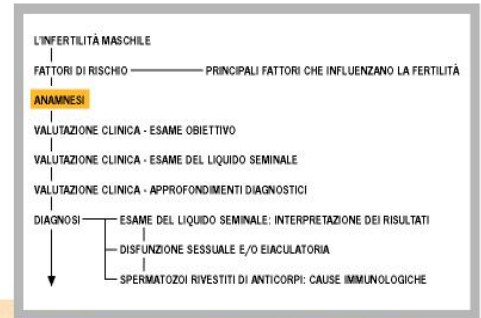 L'INFERTILITÀ MASCHILE
FATTORI DI RISCHIO PRINCIPALI FATTORI CHE INFLUENZANO LA FERTILITÀ
ANAMNESI
VALUTAZIONE CLINICA - ESAME OBIETTIVO
VALUTAZIONE CLINICA - ESAME DEL LIQUIDO SEMINALE
VALUTAZIONE CLINICA - APPROFONDIMENTI DIAGNOSTICI
DIAGNOSI ESAME DEL LIQUIDO SEMINALE: INTERPRETAZIONE DEI RISULTATI
DISFUNZIONE SESSUALE E/O EIACULATORIA
SPERMATOZOI RIVESTITI DI ANTICORPI: CAUSE IMMUNOLOGICHE